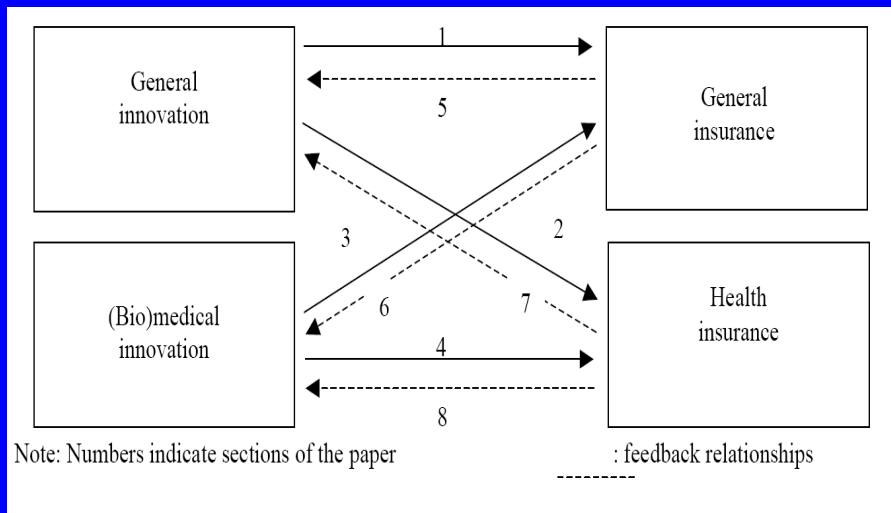 1
General
innovation
5
General
insurance
3
2
6
7
(Bio)medical
innovation
4
Health
insurance
8
Note: Numbers indicate sections of the paper
: feedback relationships